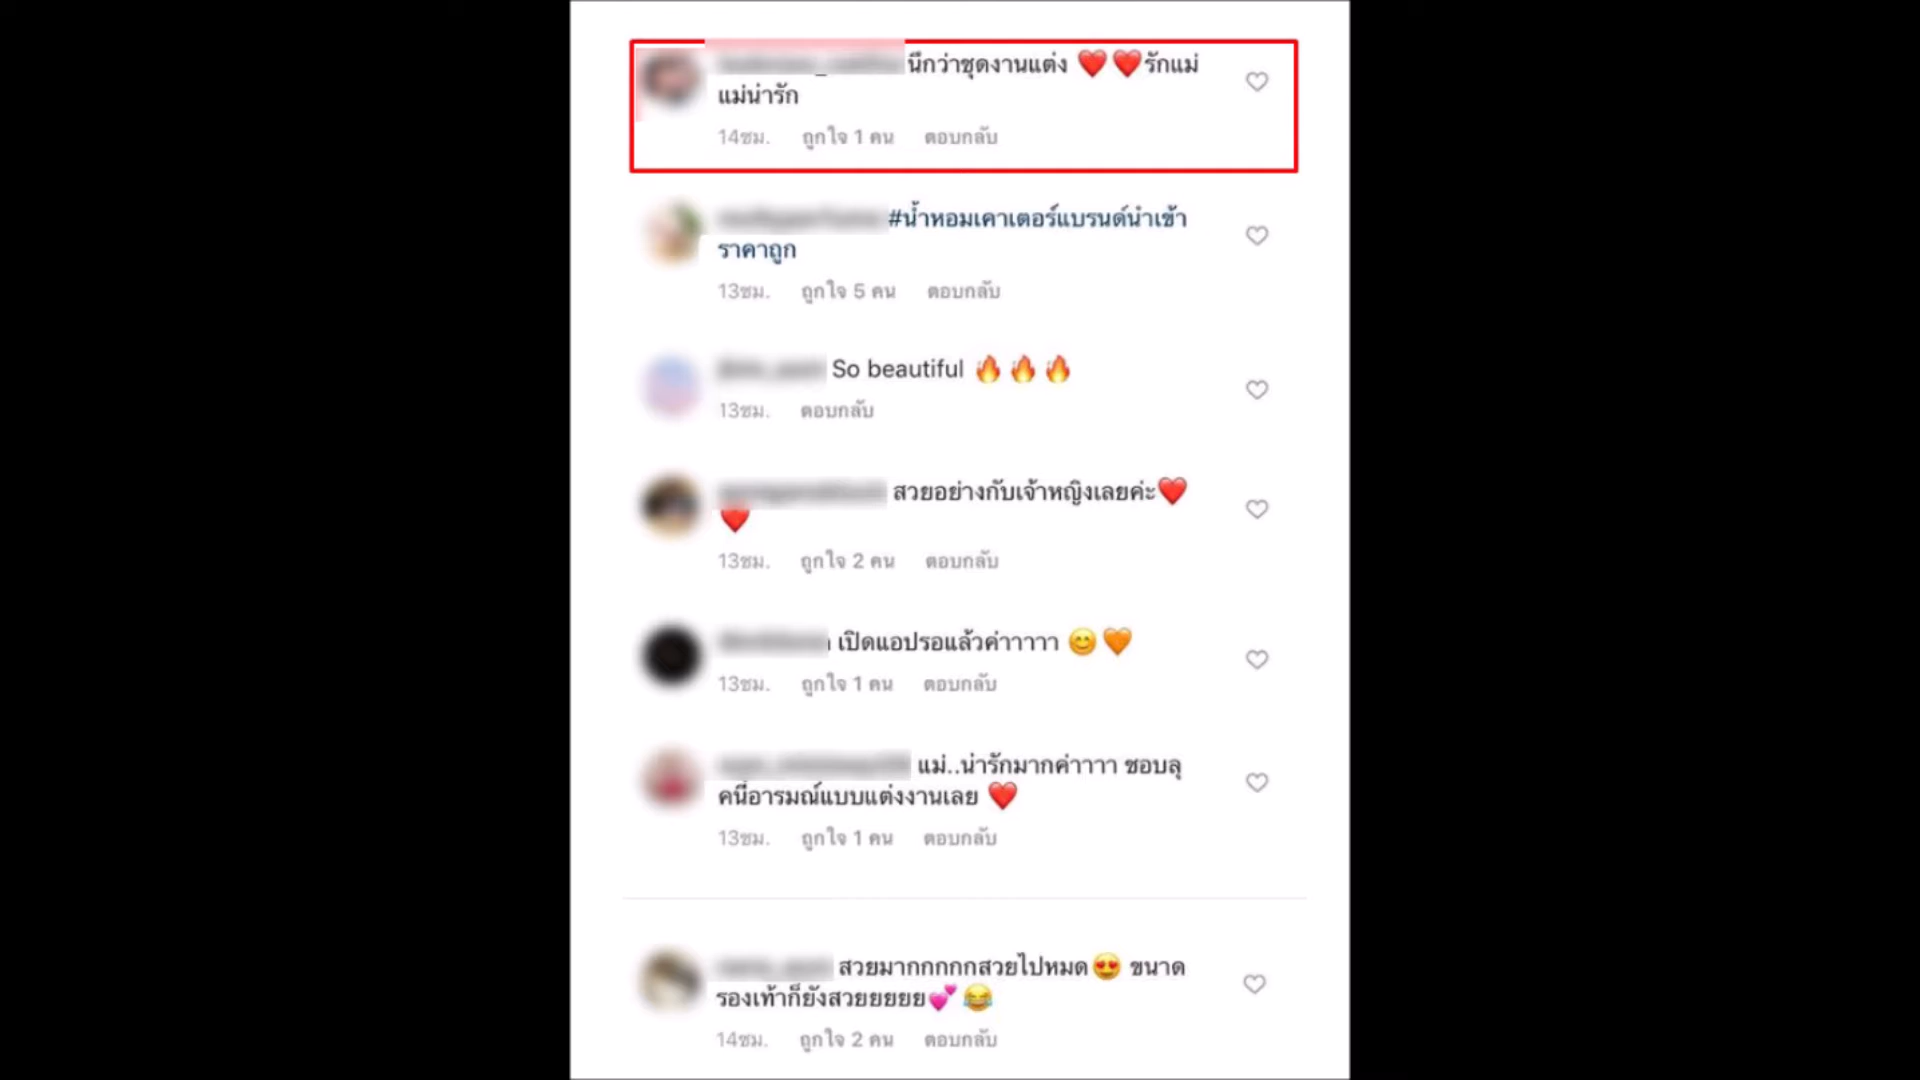 นึกว่าชุดงานแต่ง ❤️❤️รักแม่
แม่น่ารัก
14ชม. ถูกใจ 1 คน ตอบกลับ
#น้ำหอมเคาเตอร์แบรนด์นำเข้า
ราคาถูก
13ชม. ถูกใจ 5 คน ตอบกลับ
So beautiful 🔥🔥🔥
13ชม. ตอบกลับ
สวยอย่างกับเจ้าหญิงเลยค่ะ❤️
❤️
13ชม. ถูกใจ 2 คน ตอบกลับ
เปิดแอปรอแล้วค่าาาาา 😊🧡
13ชม. ถูกใจ 1 คน ตอบกลับ
แม่..น่ารักมากค่าาาา ชอบลุ
คนี้อารมณ์แบบแต่งงานเลย ❤️
13ชม. ถูกใจ 1 คน ตอบกลับ
สวยมากกกกกสวยไปหมด😍 ขนาด
รองเท้าก็ยังสวยยยยย💕😂
14ชม. ถูกใจ 2 คน ตอบกลับ